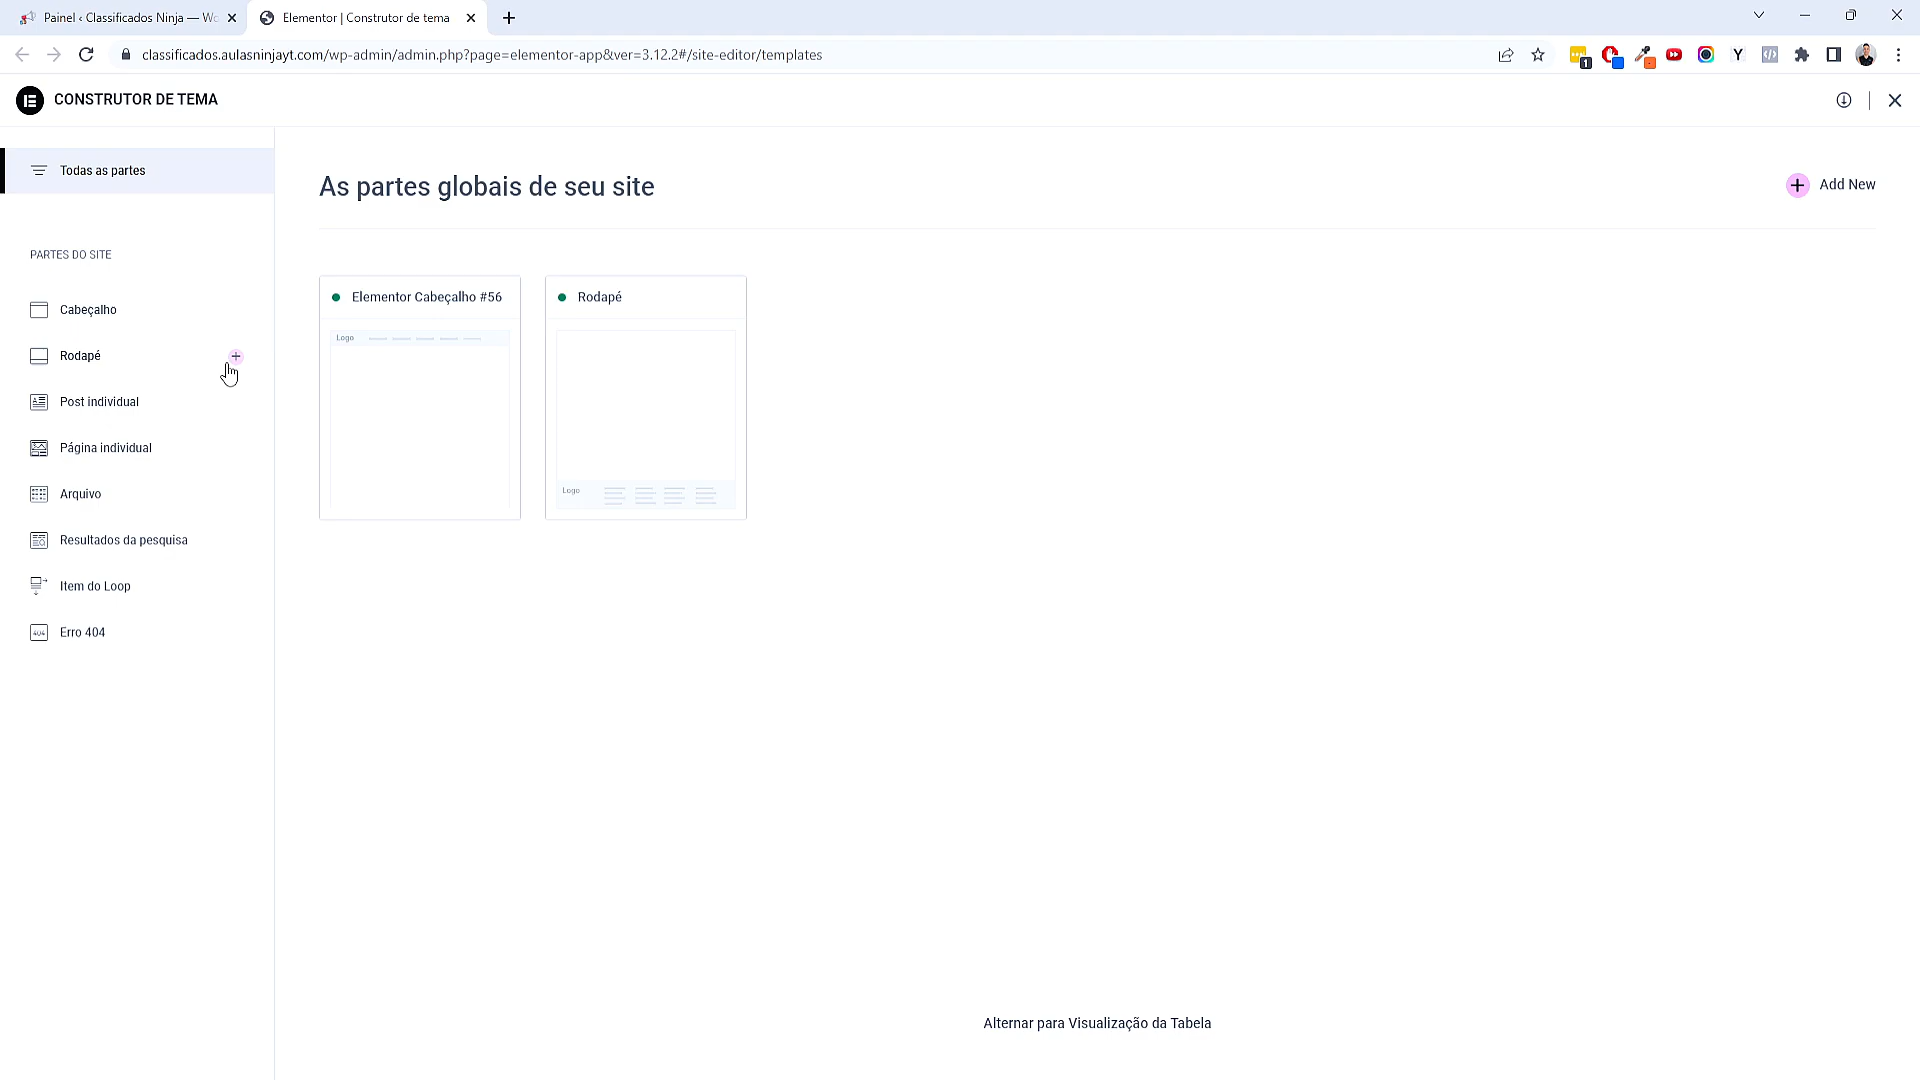 Painel ‹ Classificados Ninja — Wo
Elementor | Construtor de tema
classificados.aulasninjayt.com/wp-admin/admin.php?page=elementor-app&ver=3.12.2#/site-editor/templates
1
Y
CONSTRUTOR DE TEMA
Todas as partes
As partes globais de seu site
Add New
PARTES DO SITE
Cabeçalho
Rodapé
Post individual
Página individual
Arquivo
Resultados da pesquisa
Item do Loop
404
Erro 404
Elementor Cabeçalho #56
Logo
Rodapé
Logo
Alternar para Visualização da Tabela